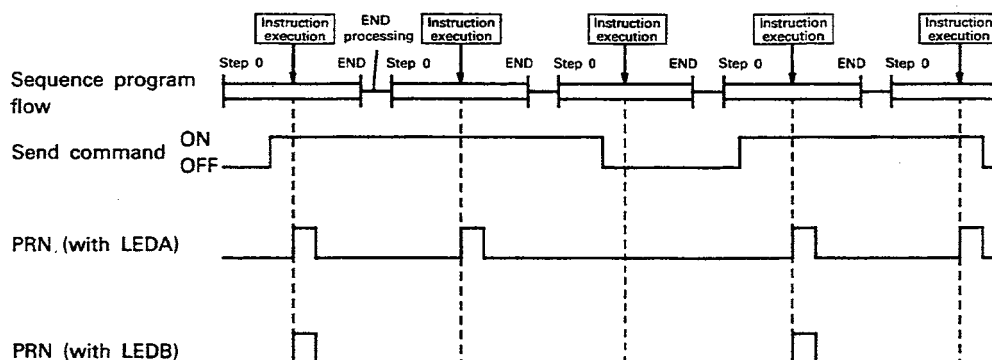 Instruction execution
END processing
Instruction execution
Instruction execution
Instruction execution
Instruction execution
Step 0 END Step 0 END Step 0 END Step 0 END Step 0
Sequence program
flow
Send command ON
OFF
PRN (with LEDA)
PRN (with LEDB)